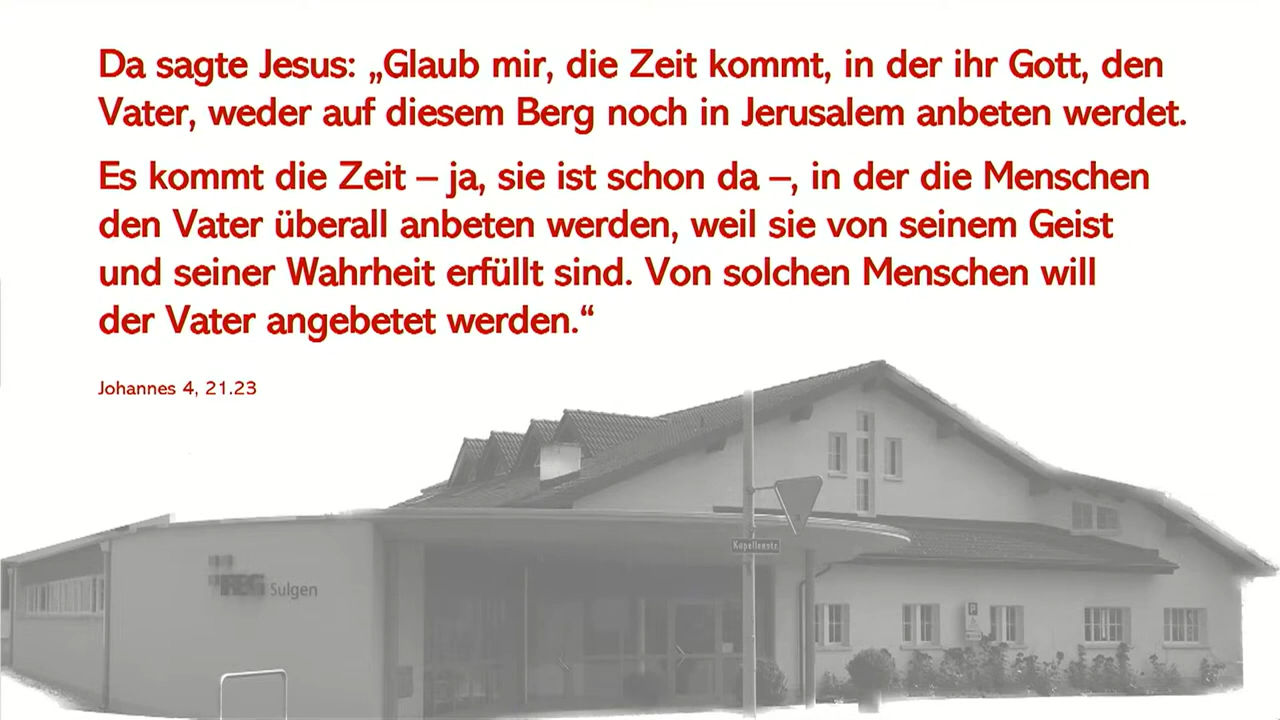 Da sagte Jesus: „Glaub mir, die Zeit kommt, in der ihr Gott, den
Vater, weder auf diesem Berg noch in Jerusalem anbeten werdet.
Es kommt die Zeit – ja, sie ist schon da –, in der die Menschen
den Vater überall anbeten werden, weil sie von seinem Geist
und seiner Wahrheit erfüllt sind. Von solchen Menschen will
der Vater angebetet werden.“
Johannes 4, 21.23
Kapellenstr.
P
FEG Sulgen